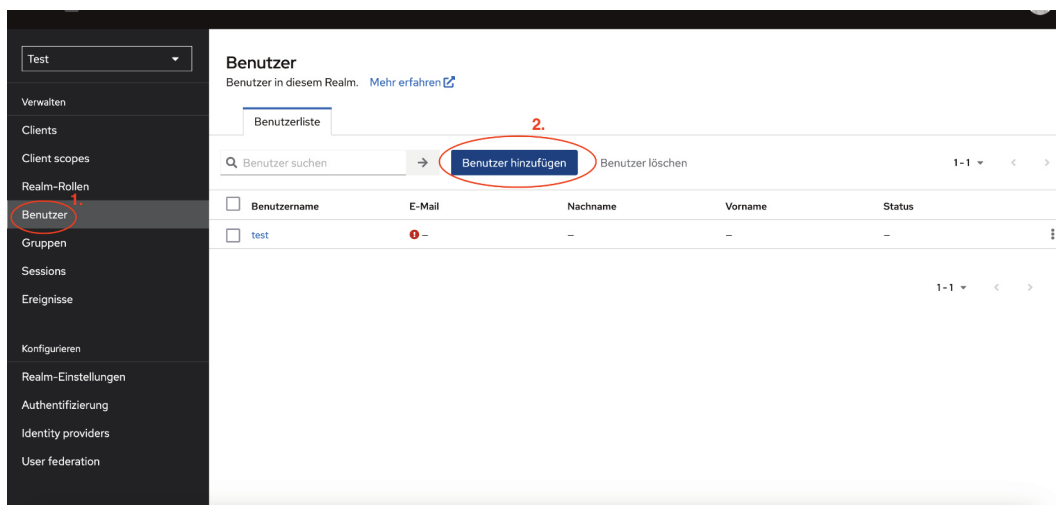 Test
Verwalten
Clients
Client scopes
Realm-Rollen
1.
Benutzer
Gruppen
Sessions
Ereignisse
Konfigurieren
Realm-Einstellungen
Authentifizierung
Identity providers
User federation
Benutzer
Benutzer in diesem Realm. Mehr erfahren
Benutzerliste
2.
Benutzer suchen Benutzer hinzufügen Benutzer löschen 1-1
Benutzername E-Mail Nachname Vorname Status
test – – – –
1-1